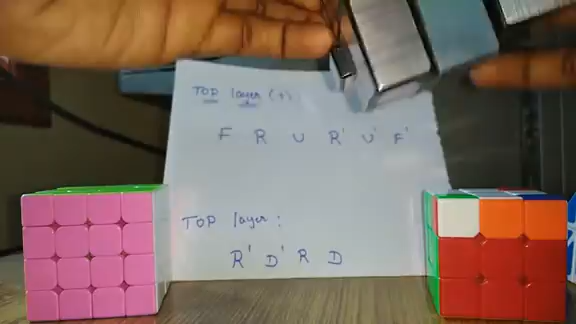 TOP layer (+)
F R U R' U' F'
TOP layer:
R' D' R D